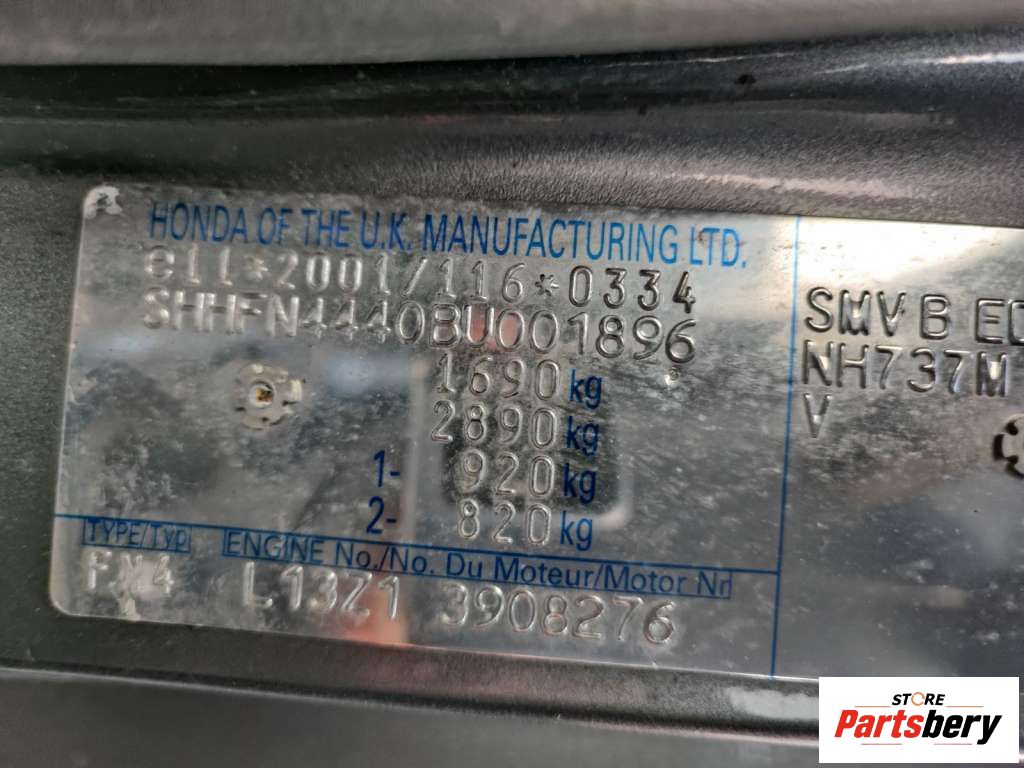 HONDA OF THE U.K. MANUFACTURING LTD.
e11*2001/116*0334
SHHFN4440BU001896
1690 kg
2890 kg
1- 920 kg
2- 820 kg
TYPE/TYP ENGINE No./No. Du Moteur/Motor Nr
FN4 L13Z1 3908276
SMVB
NH737M
V
STORE
Partsbery